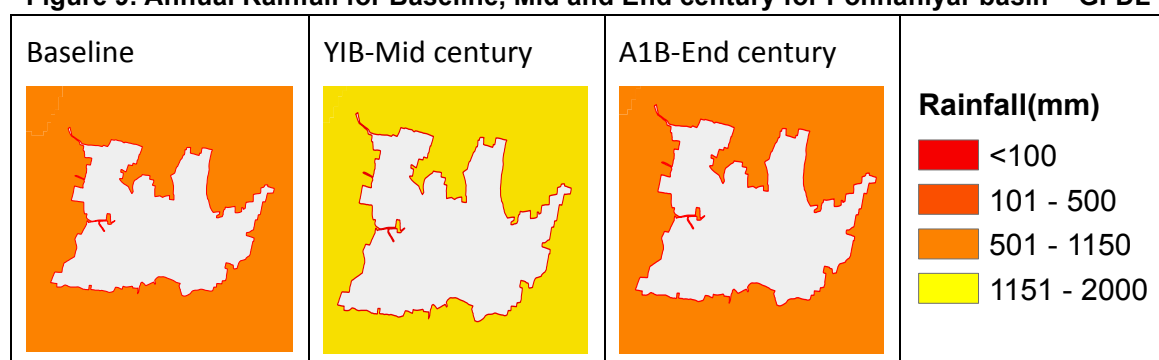 Baseline
YIB-Mid century
A1B-End century
Rainfall(mm)
<100
101 - 500
501 - 1150
1151 - 2000